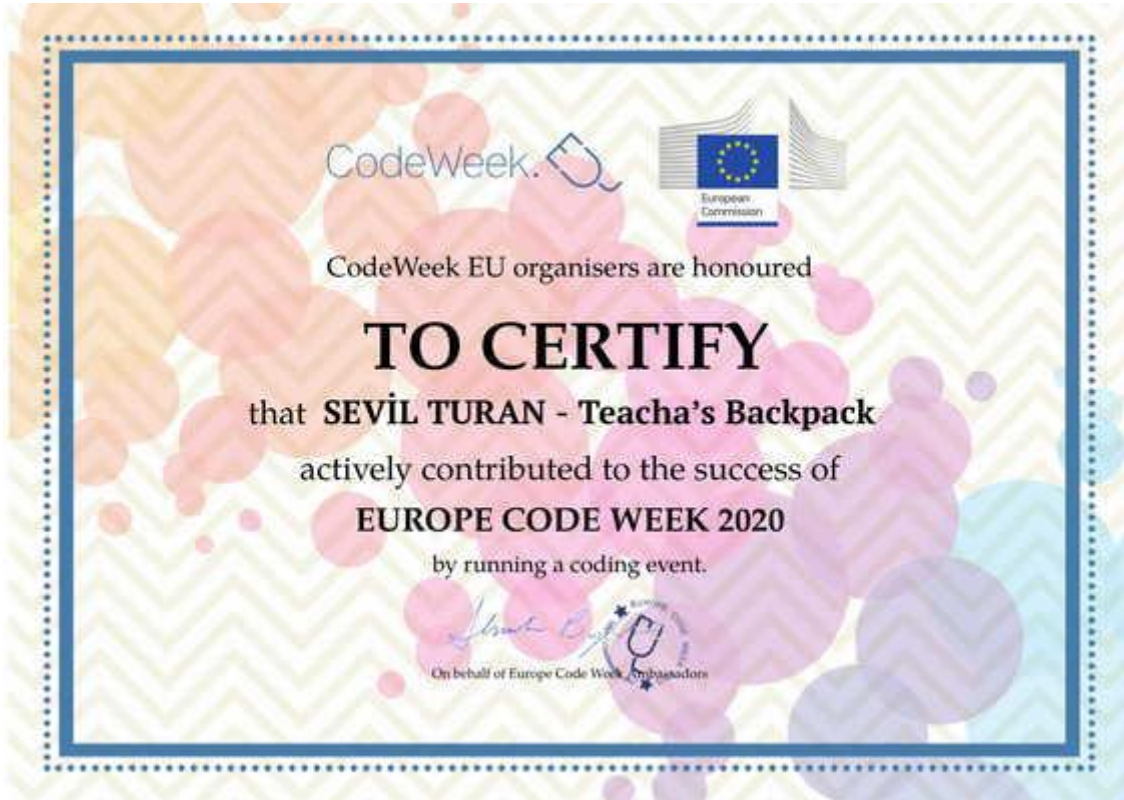 CodeWeek.
European
Commission
CodeWeek EU organisers are honoured
TO CERTIFY
that SEVİL TURAN - Teacha's Backpack
actively contributed to the success of
EUROPE CODE WEEK 2020
by running a coding event.
On behalf of Europe Code Week Ambassadors